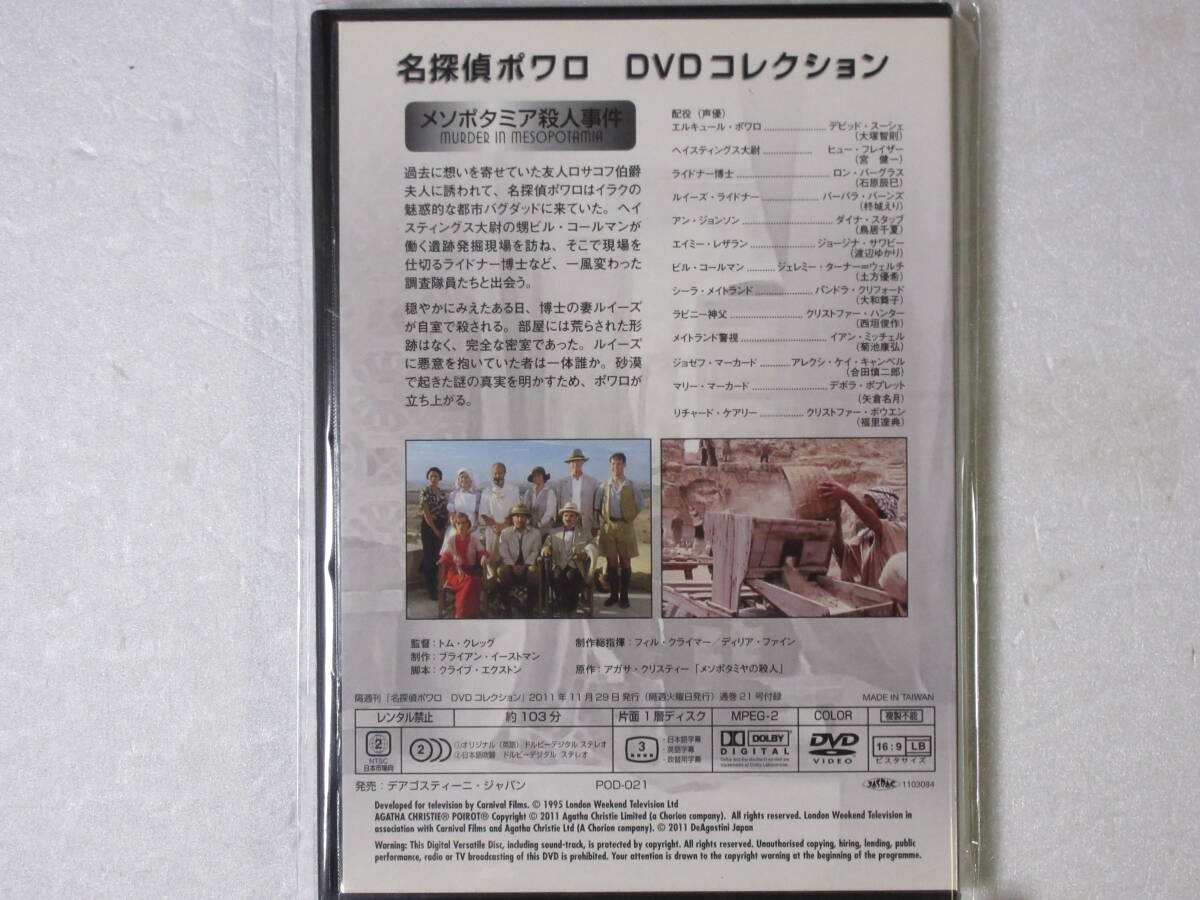 名探偵ポワロ DVDコレクション
メソポタミア殺人事件
MURDER IN MESOPOTAMIA
過去に想いを寄せていた友人ロサコフ伯爵
夫人に誘われて、名探偵ポワロはイラクの
魅惑的な都市バグダッドに来ていた。ヘイ
スティングス大尉の甥ビル・コールマンが
働く遺跡発掘現場を訪ね、そこで現場を
仕切るライドナー博士など、一風変わった
調査隊員たちと出会う。
穏やかにみえたある日、博士の妻ルイーズ
が自室で殺される。部屋には荒らされた形
跡はなく、完全な密室であった。ルイーズ
に悪意を抱いていた者は一体誰か。砂漠
で起きた謎の真実を明かすため、ポワロが
立ち上がる。
配役（声優）
エルキュール・ポワロ……………デビッド・スーシェ
（大塚智則）
ヘイスティングス大尉……………ヒュー・フレイザー
（宮 健一）
ライドナー博士……………ロン・バーグラス
（石原辰巳）
ルイーズ・ライドナー……………バーバラ・バーンズ
（柊城えり）
アン・ジョンソン……………ダイナ・スタッブ
（鳥居千夏）
エイミー・レザラン……………ジョージナ・サワビー
（渡辺ゆかり）
ビル・コールマン………ジェレミー・ターナー＝ウェルチ
（土方優希）
シーラ・メイトランド……………パンドラ・クリフォード
（大和舞子）
ラビニー神父……………クリストファー・ハンター
（西垣俊作）
メイトランド警視……………イアン・ミッチェル
（菊池康弘）
ジョゼフ・マーカード………アレクシ・ケイ・キャンベル
（合田慎二郎）
マリー・マーカード……………デボラ・ポプレット
（矢倉名月）
リチャード・ケアリー…………クリストファー・ボウエン
（福里達典）
監督：トム・クレッグ
制作：ブライアン・イーストマン
脚本：クライブ・エクストン
制作総指揮：フィル・クライマー／ディリア・ファイン
原作：アガサ・クリスティー「メソポタミヤの殺人」
隔週刊「名探偵ポワロ DVDコレクション」2011年11月29日発行（隔週火曜日発行）通巻21号付録
MADE IN TAIWAN
レンタル禁止 約103分 片面1層ディスク MPEG-2 COLOR 複製不能
2 NTSC 日本市場向
2 ①オリジナル（英語）ドルビーデジタル ステレオ
②日本語吹替 ドルビーデジタル ステレオ
3 ・日本語字幕
・英語字幕
・吹替用字幕
DOLBY DIGITAL
DVD VIDEO
16:9 LB
ビスタサイズ
発売：デアゴスティーニ・ジャパン
POD-021
JASRAC 1103084
Developed for television by Carnival Films. © 1995 London Weekend Television Ltd
AGATHA CHRISTIE® POIROT® Copyright © 2011 Agatha Christie Limited (a Chorion company). All rights reserved. London Weekend Television in
association with Carnival Films and Agatha Christie Ltd (A Chorion company). © 2011 DeAgostini Japan
Warning: This Digital Versatile Disc, including sound-track, is protected by copyright. All rights reserved. Unauthorised copying, hiring, lending, public
performance, radio or TV broadcasting of this DVD is prohibited. Your attention is drawn to the copyright warning at the beginning of the programme.